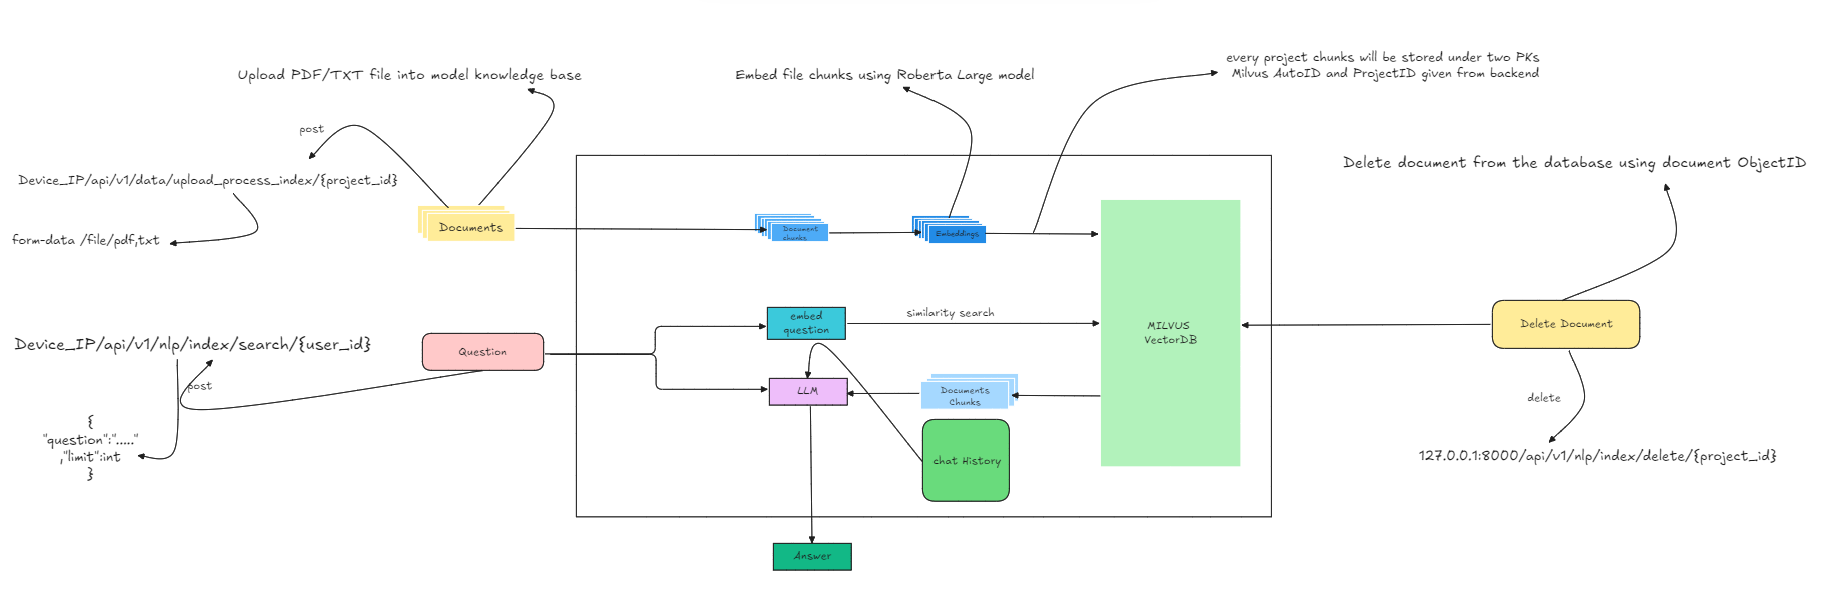 every project chunks will be stored under two PKs
Milvus AutoID and ProjectID given from backend
Upload PDF/TXT file into model knowledge base
Embed file chunks using Roberta Large model
post
Delete document from the database using document ObjectID
Device_IP/api/v1/data/upload_process_index/{project_id}
Documents
Document
chunks
Embeddings
form-data /file/pdf,txt
embed
question
similarity search
MILVUS
VectorDB
Delete Document
Device_IP/api/v1/nlp/index/search/{user_id}
Question
post
LLM
Documents
Chunks
delete
{
"question":"....."
,"limit":int
}
chat History
127.0.0.1:8000/api/v1/nlp/index/delete/{project_id}
Answer